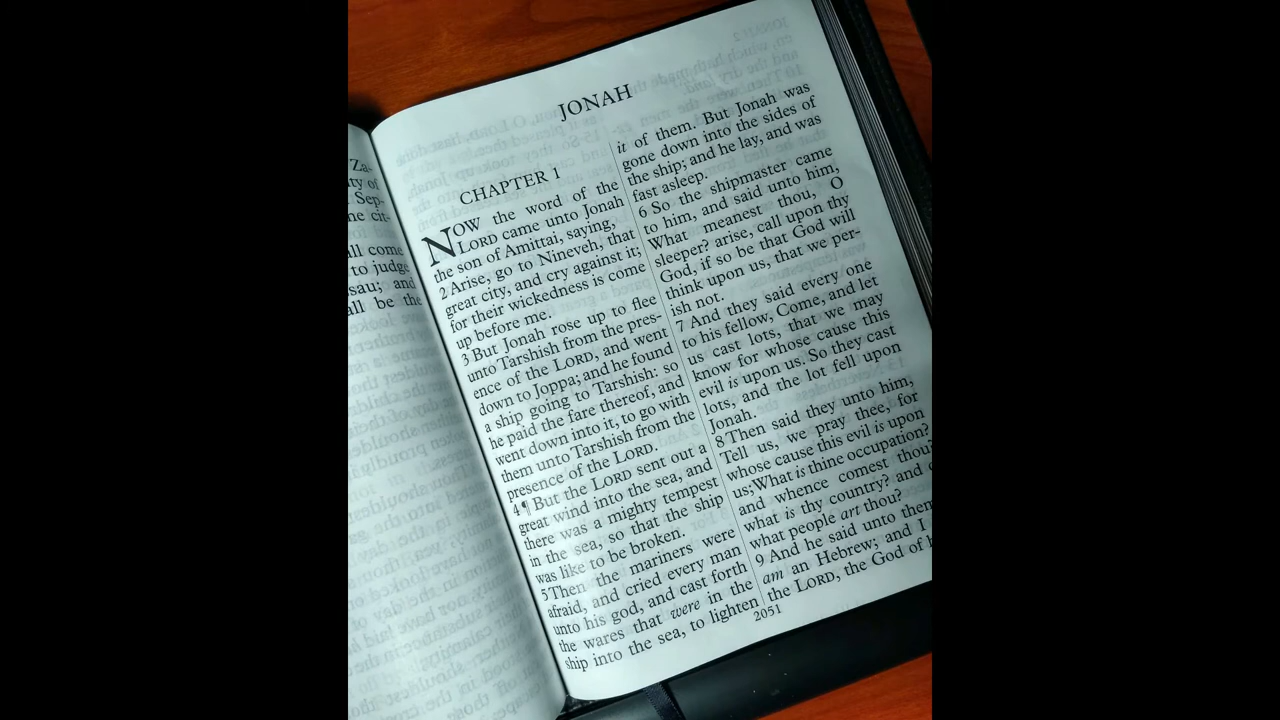 Za-
ty of
Sep-
ne cit-
all come
to judge
sau; and
all be the
JONAH
CHAPTER 1
NOW the word of the
LORD came unto Jonah
the son of Amittai, saying,
2 Arise, go to Nineveh, that
great city, and cry against it;
for their wickedness is come
up before me.
3 But Jonah rose up to flee
unto Tarshish from the pres-
ence of the LORD, and went
down to Joppa; and he found
a ship going to Tarshish: so
he paid the fare thereof, and
went down into it, to go with
them unto Tarshish from the
presence of the LORD.
4 ¶ But the LORD sent out a
great wind into the sea, and
there was a mighty tempest
in the sea, so that the ship
was like to be broken.
5 Then the mariners were
afraid, and cried every man
unto his god, and cast forth
the wares that were in the
ship into the sea, to lighten
it of them. But Jonah was
gone down into the sides of
the ship; and he lay, and was
fast asleep.
6 So the shipmaster came
to him, and said unto him,
What meanest thou, O
sleeper? arise, call upon thy
God, if so be that God will
think upon us, that we per-
ish not.
7 And they said every one
to his fellow, Come, and let
us cast lots, that we may
know for whose cause this
evil is upon us. So they cast
lots, and the lot fell upon
Jonah.
8 Then said they unto him,
Tell us, we pray thee, for
whose cause this evil is upon
us; What is thine occupation?
and whence comest thou?
what is thy country? and
what people art thou?
9 And he said unto them
am an Hebrew; and I
the LORD, the God of
2051